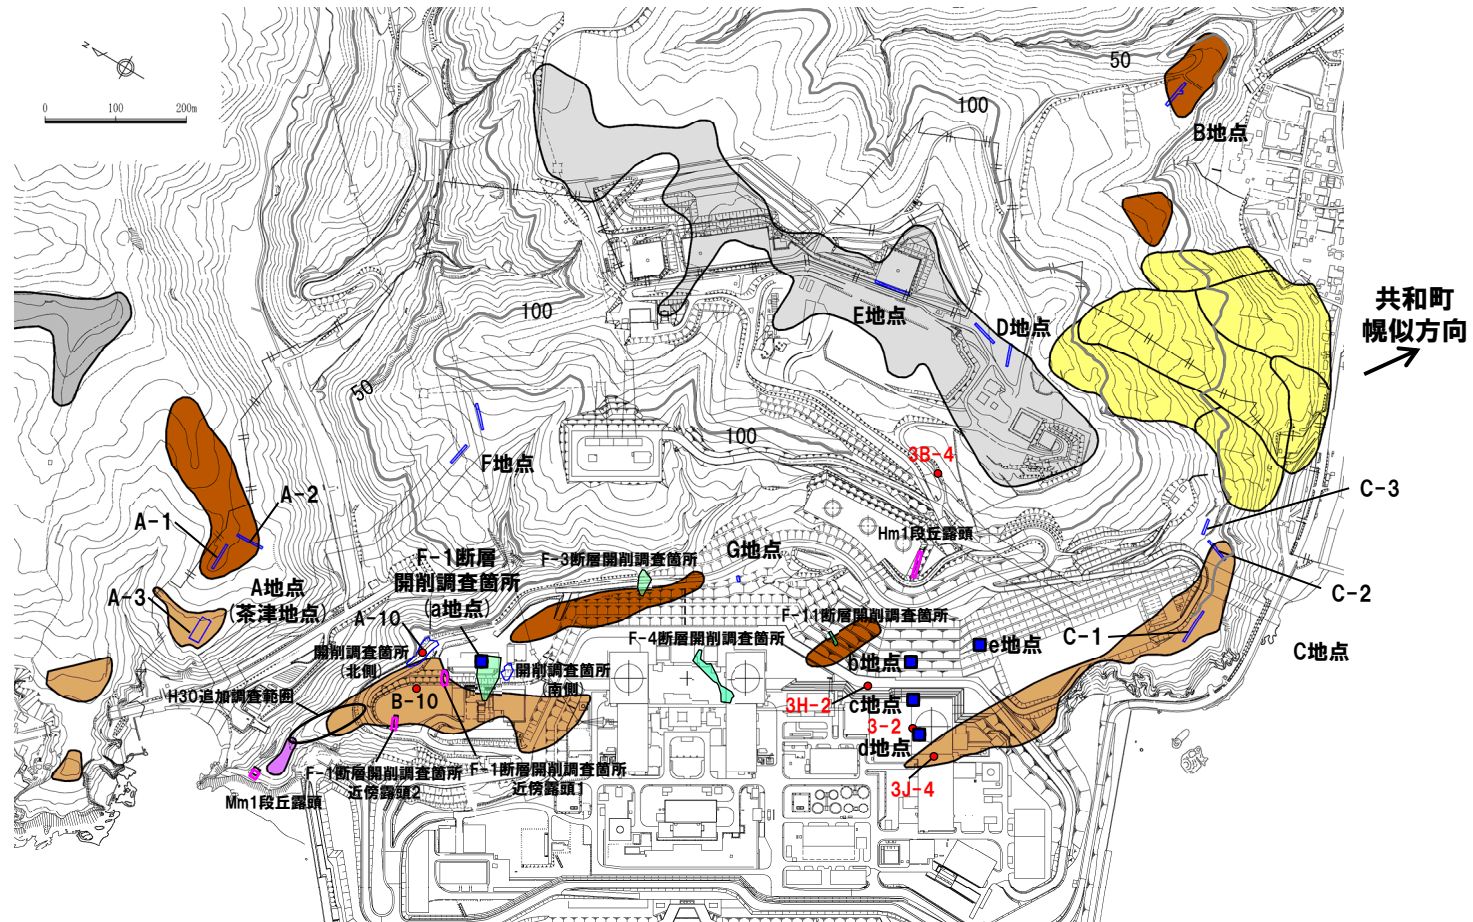 N
0 100 200m
50
100
B地点
共和町
幌似方向
E地点
D地点
100
50
100
F地点
3B-4
A-2
A-1
C-3
Hm1段丘露頭
G地点
F-1断層
開削調査箇所
(a地点)
F-3断層開削調査箇所
A地点
(茶津地点)
A-3
C-2
A-10
F-11断層開削調査箇所
F-4断層開削調査箇所
C-1
e地点
C地点
開削調査箇所
(北側)
開削調査箇所
(南側)
b地点
H30追加調査範囲
B-10
3H-2
c地点
3-2
d地点
F-1断層開削調査箇所
近傍露頭2
F-1断層開削調査箇所
近傍露頭1
3J-4
Mm1段丘露頭